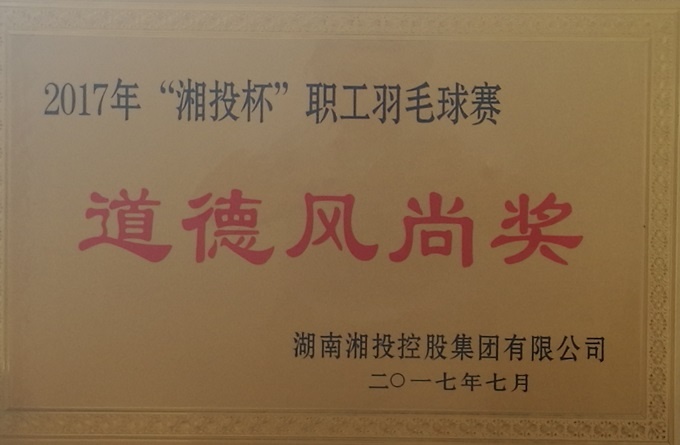 2017年“湘投杯”职工羽毛球赛
道德风尚奖
湖南湘投控股集团有限公司
二〇一七年七月